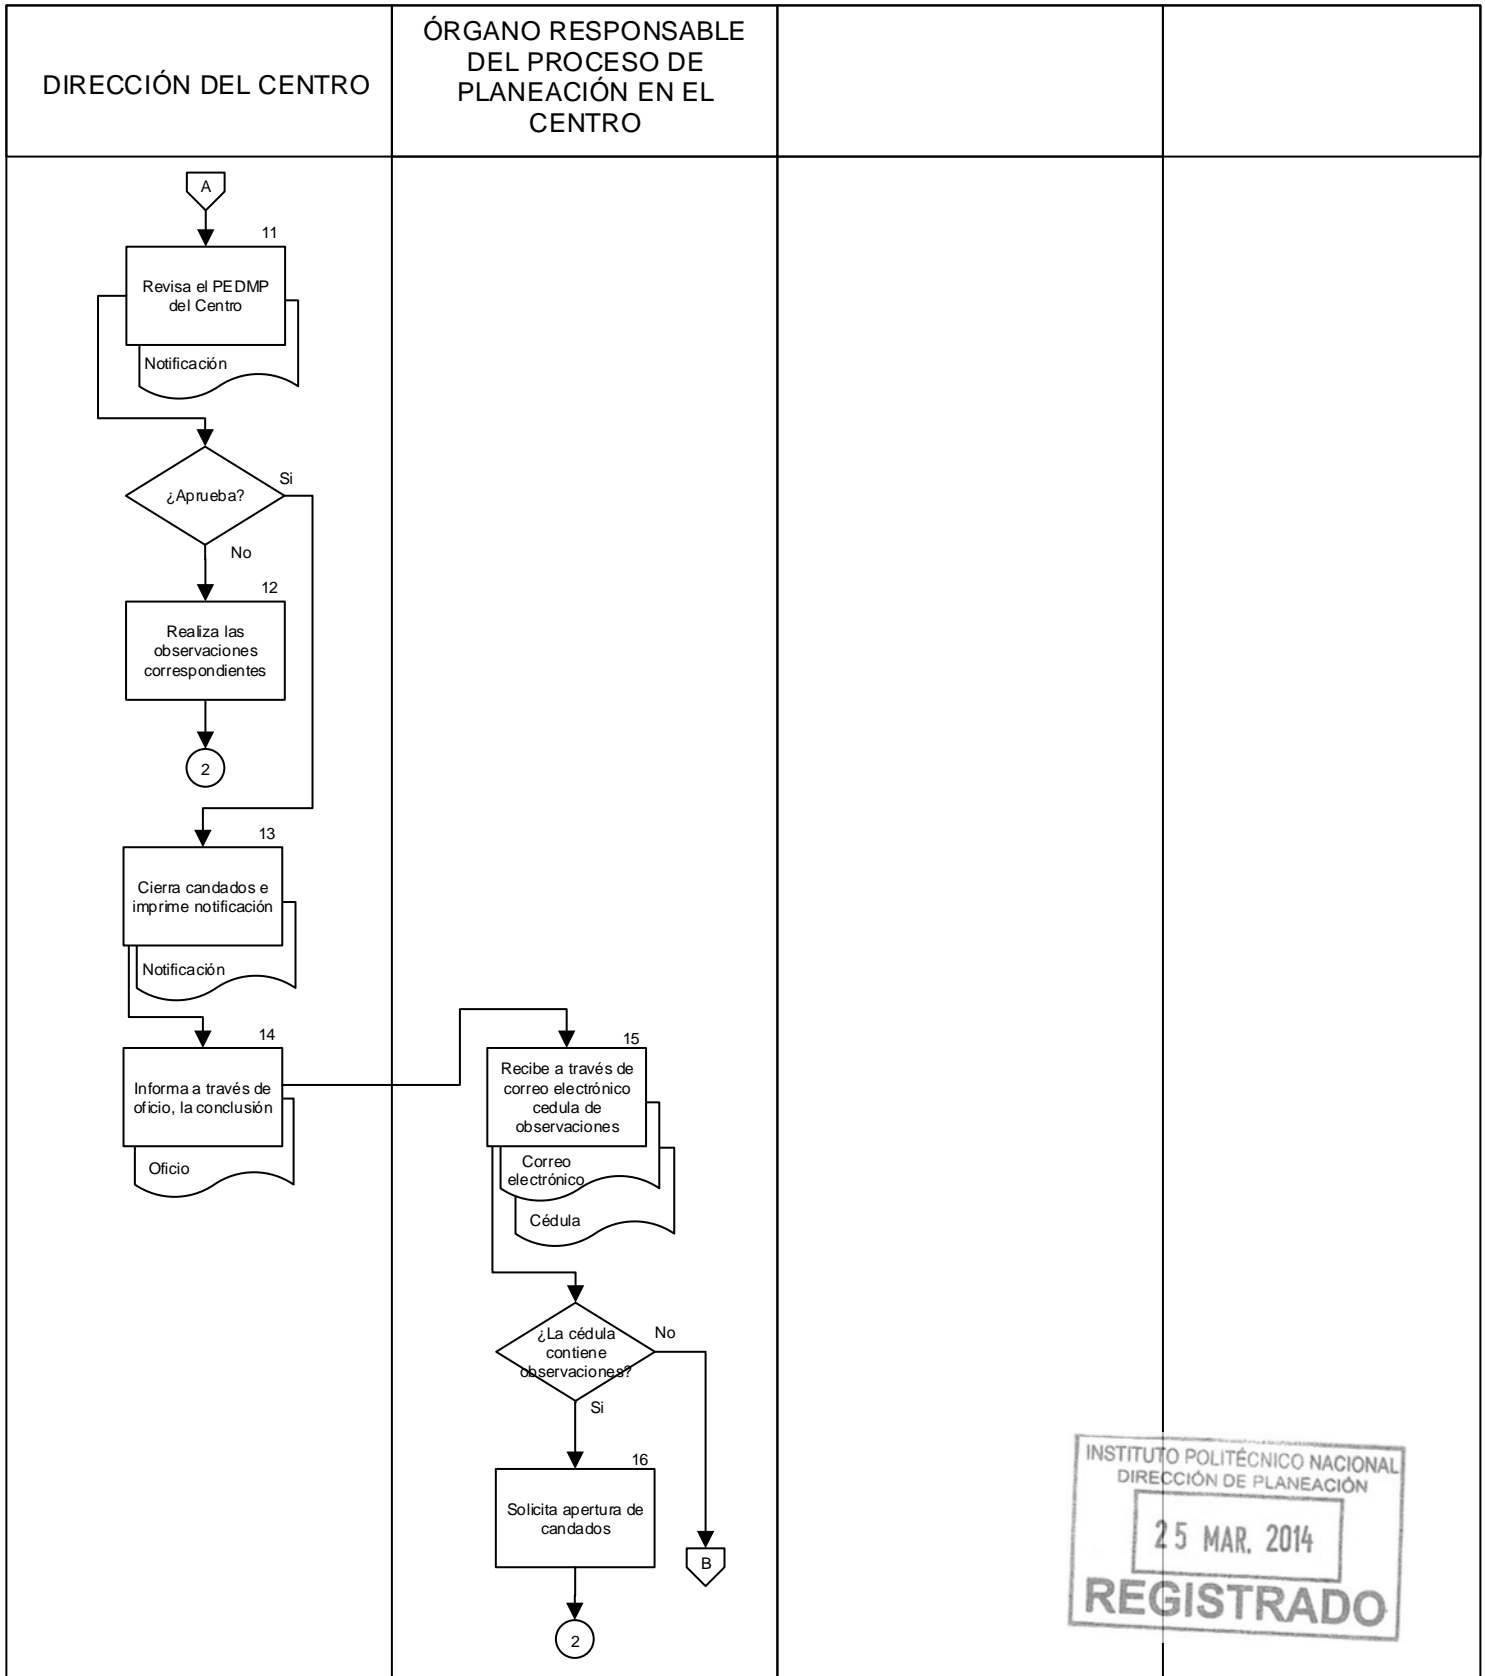 DIRECCIÓN DEL CENTRO
ÓRGANO RESPONSABLE
DEL PROCESO DE
PLANEACIÓN EN EL
CENTRO
A
11
Revisa el PEDMP
del Centro
Notificación
¿Aprueba?
Si
No
12
Realiza las
observaciones
correspondientes
2
13
Cierra candados e
imprime notificación
Notificación
14
Informa a través de
oficio, la conclusión
Oficio
15
Recibe a través de
correo electrónico
cedula de
observaciones
Correo
electrónico
Cédula
¿La cédula
contiene
observaciones?
No
Si
16
Solicita apertura de
candados
B
2
INSTITUTO POLITÉCNICO NACIONAL
DIRECCIÓN DE PLANEACIÓN
25 MAR. 2014
REGISTRADO